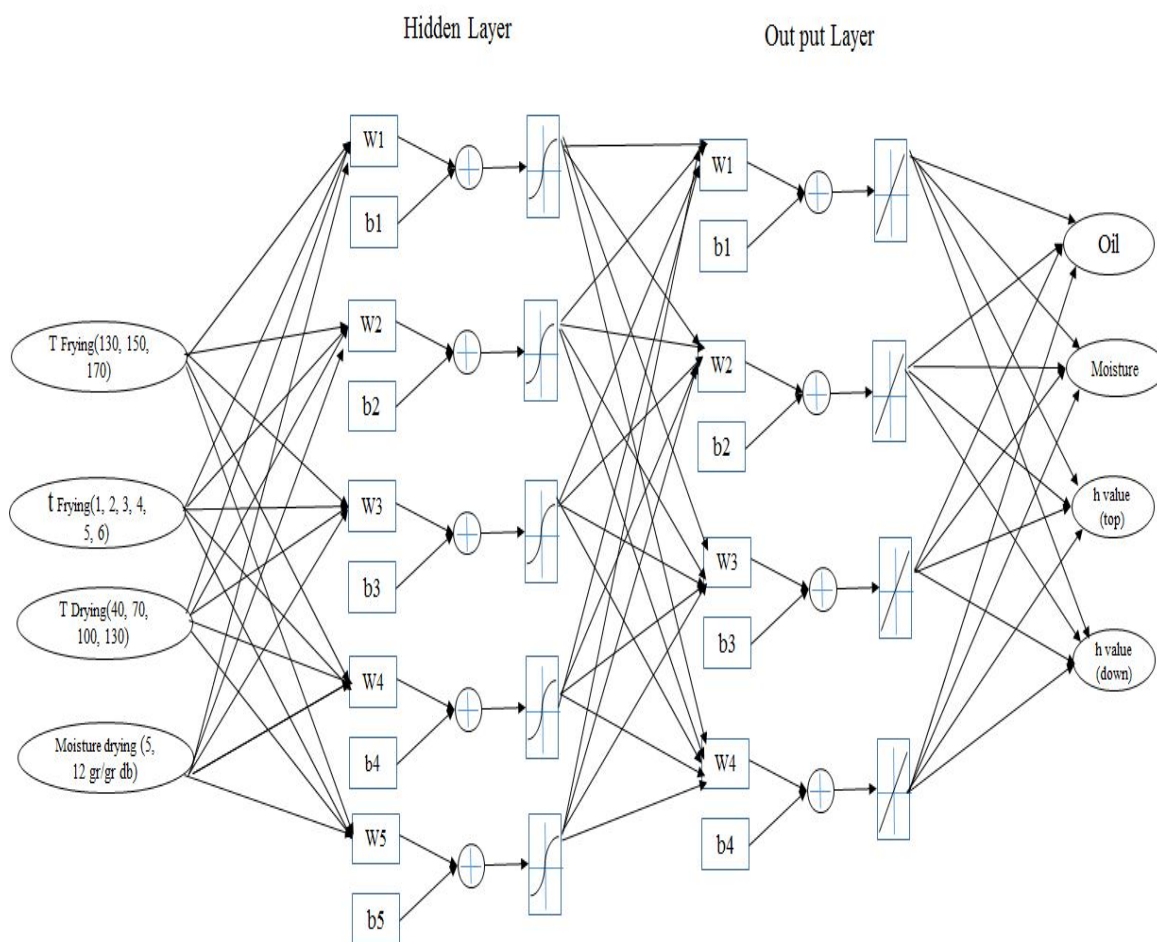 Hidden Layer
Out put Layer
T Frying(130, 150,
170)
t Frying(1, 2, 3, 4,
5, 6)
T Drying(40, 70,
100, 130)
Moisture drying (5,
12 gr/gr db)
W1
b1
W2
b2
W3
b3
W4
b4
W5
b5
W1
b1
W2
b2
W3
b3
W4
b4
Oil
Moisture
h value
(top)
h value
(down)